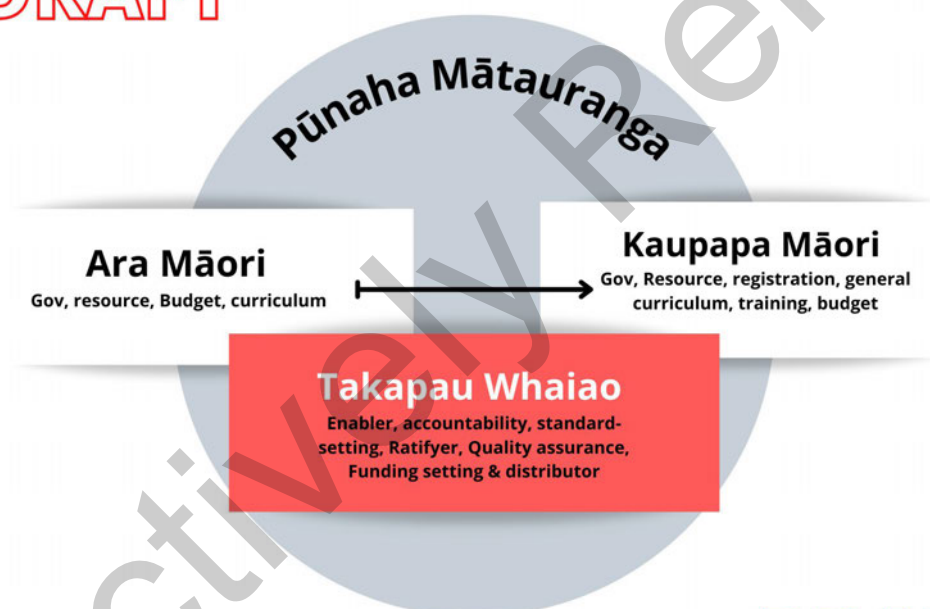 DRAFT
Pūnaha Mātauranga
Ara Māori
Gov, resource, Budget, curriculum
Kaupapa Māori
Gov, Resource, registration, general
curriculum, training, budget
Takapau Whaiao
Enabler, accountability, standard-
setting, Ratifyer, Quality assurance,
Funding setting & distributor